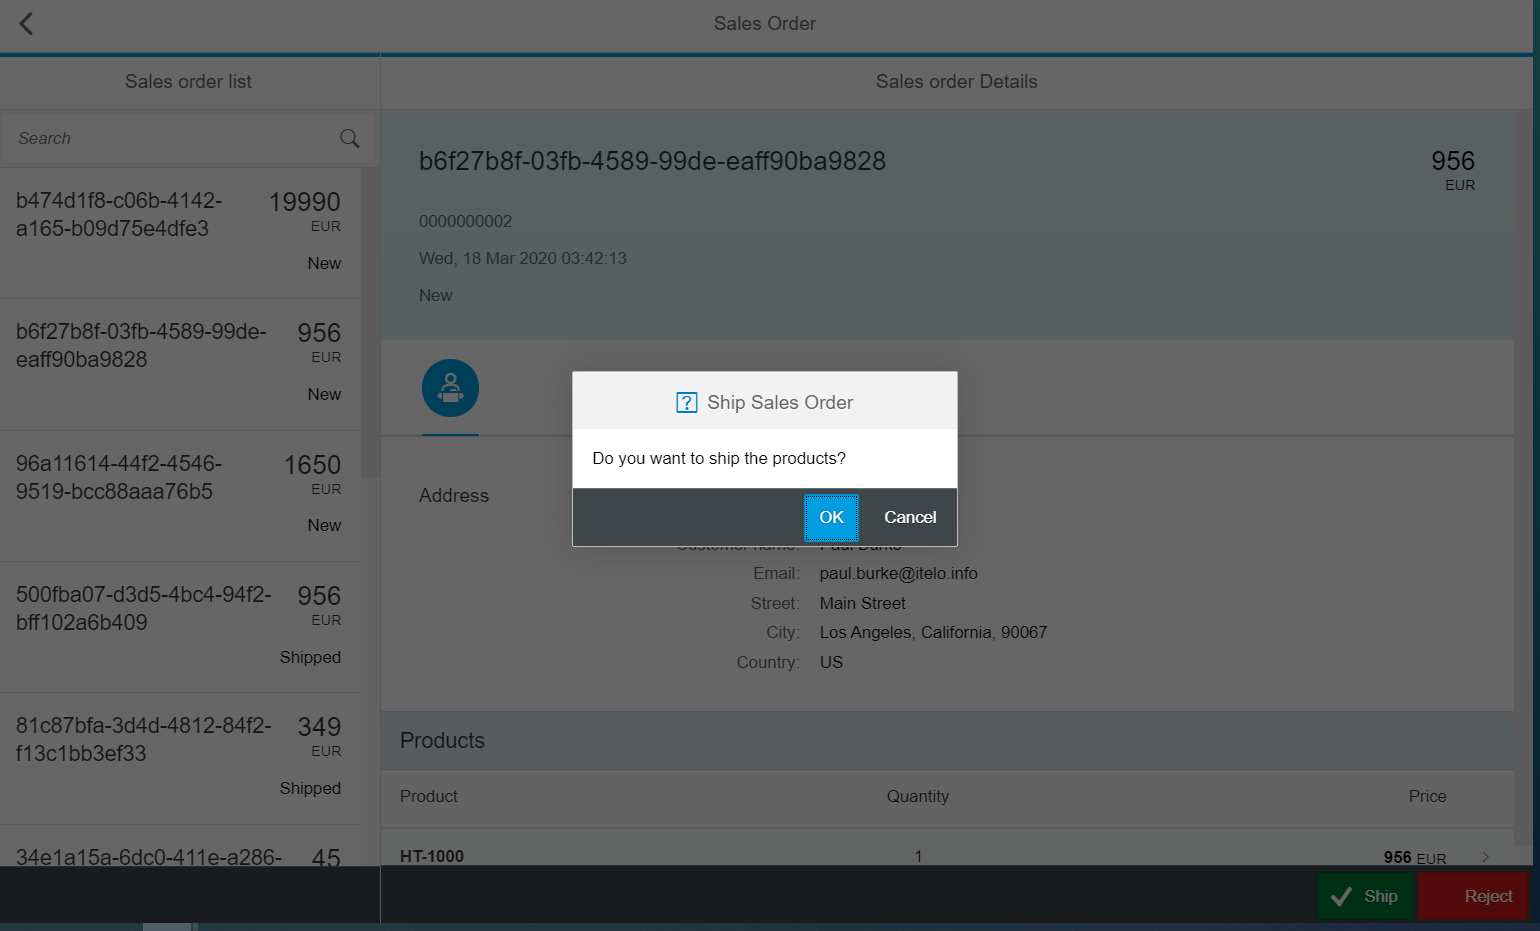 Sales Order
Sales order list
Sales order Details
Search
b474d1f8-c06b-4142-
a165-b09d75e4dfe3
19990
EUR
New
b6f27b8f-03fb-4589-99de-
eaff90ba9828
956
EUR
New
96a11614-44f2-4546-
9519-bcc88aaa76b5
1650
EUR
New
500fba07-d3d5-4bc4-94f2-
bff102a6b409
956
EUR
Shipped
81c87bfa-3d4d-4812-84f2-
f13c1bb3ef33
349
EUR
Shipped
34e1a15a-6dc0-411e-a286-
45
b6f27b8f-03fb-4589-99de-eaff90ba9828
956
EUR
0000000002
Wed, 18 Mar 2020 03:42:13
New
? Ship Sales Order
Do you want to ship the products?
OK Cancel
Address
Customer name: Paul Burke
Email: paul.burke@itelo.info
Street: Main Street
City: Los Angeles, California, 90067
Country: US
Products
Product Quantity Price
HT-1000 1 956 EUR
Ship Reject